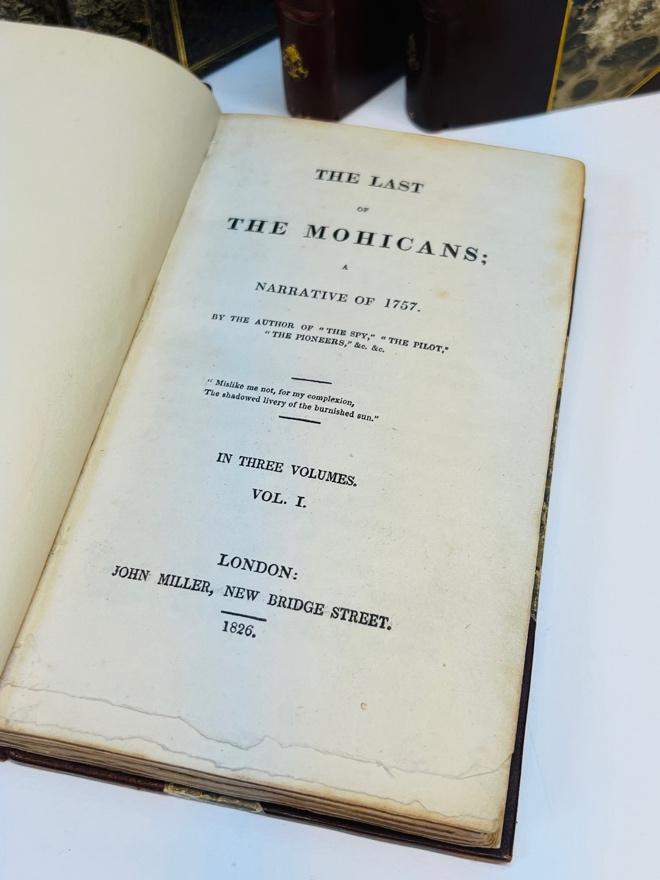 THE LAST
OF
THE MOHICANS;
A
NARRATIVE OF 1757.
BY THE AUTHOR OF "THE SPY," "THE PILOT,"
"THE PIONEERS," &c. &c.
"Mislike me not, for my complexion,
The shadowed livery of the burnished sun."
IN THREE VOLUMES.
VOL. I.
LONDON:
JOHN MILLER, NEW BRIDGE STREET.
1826.